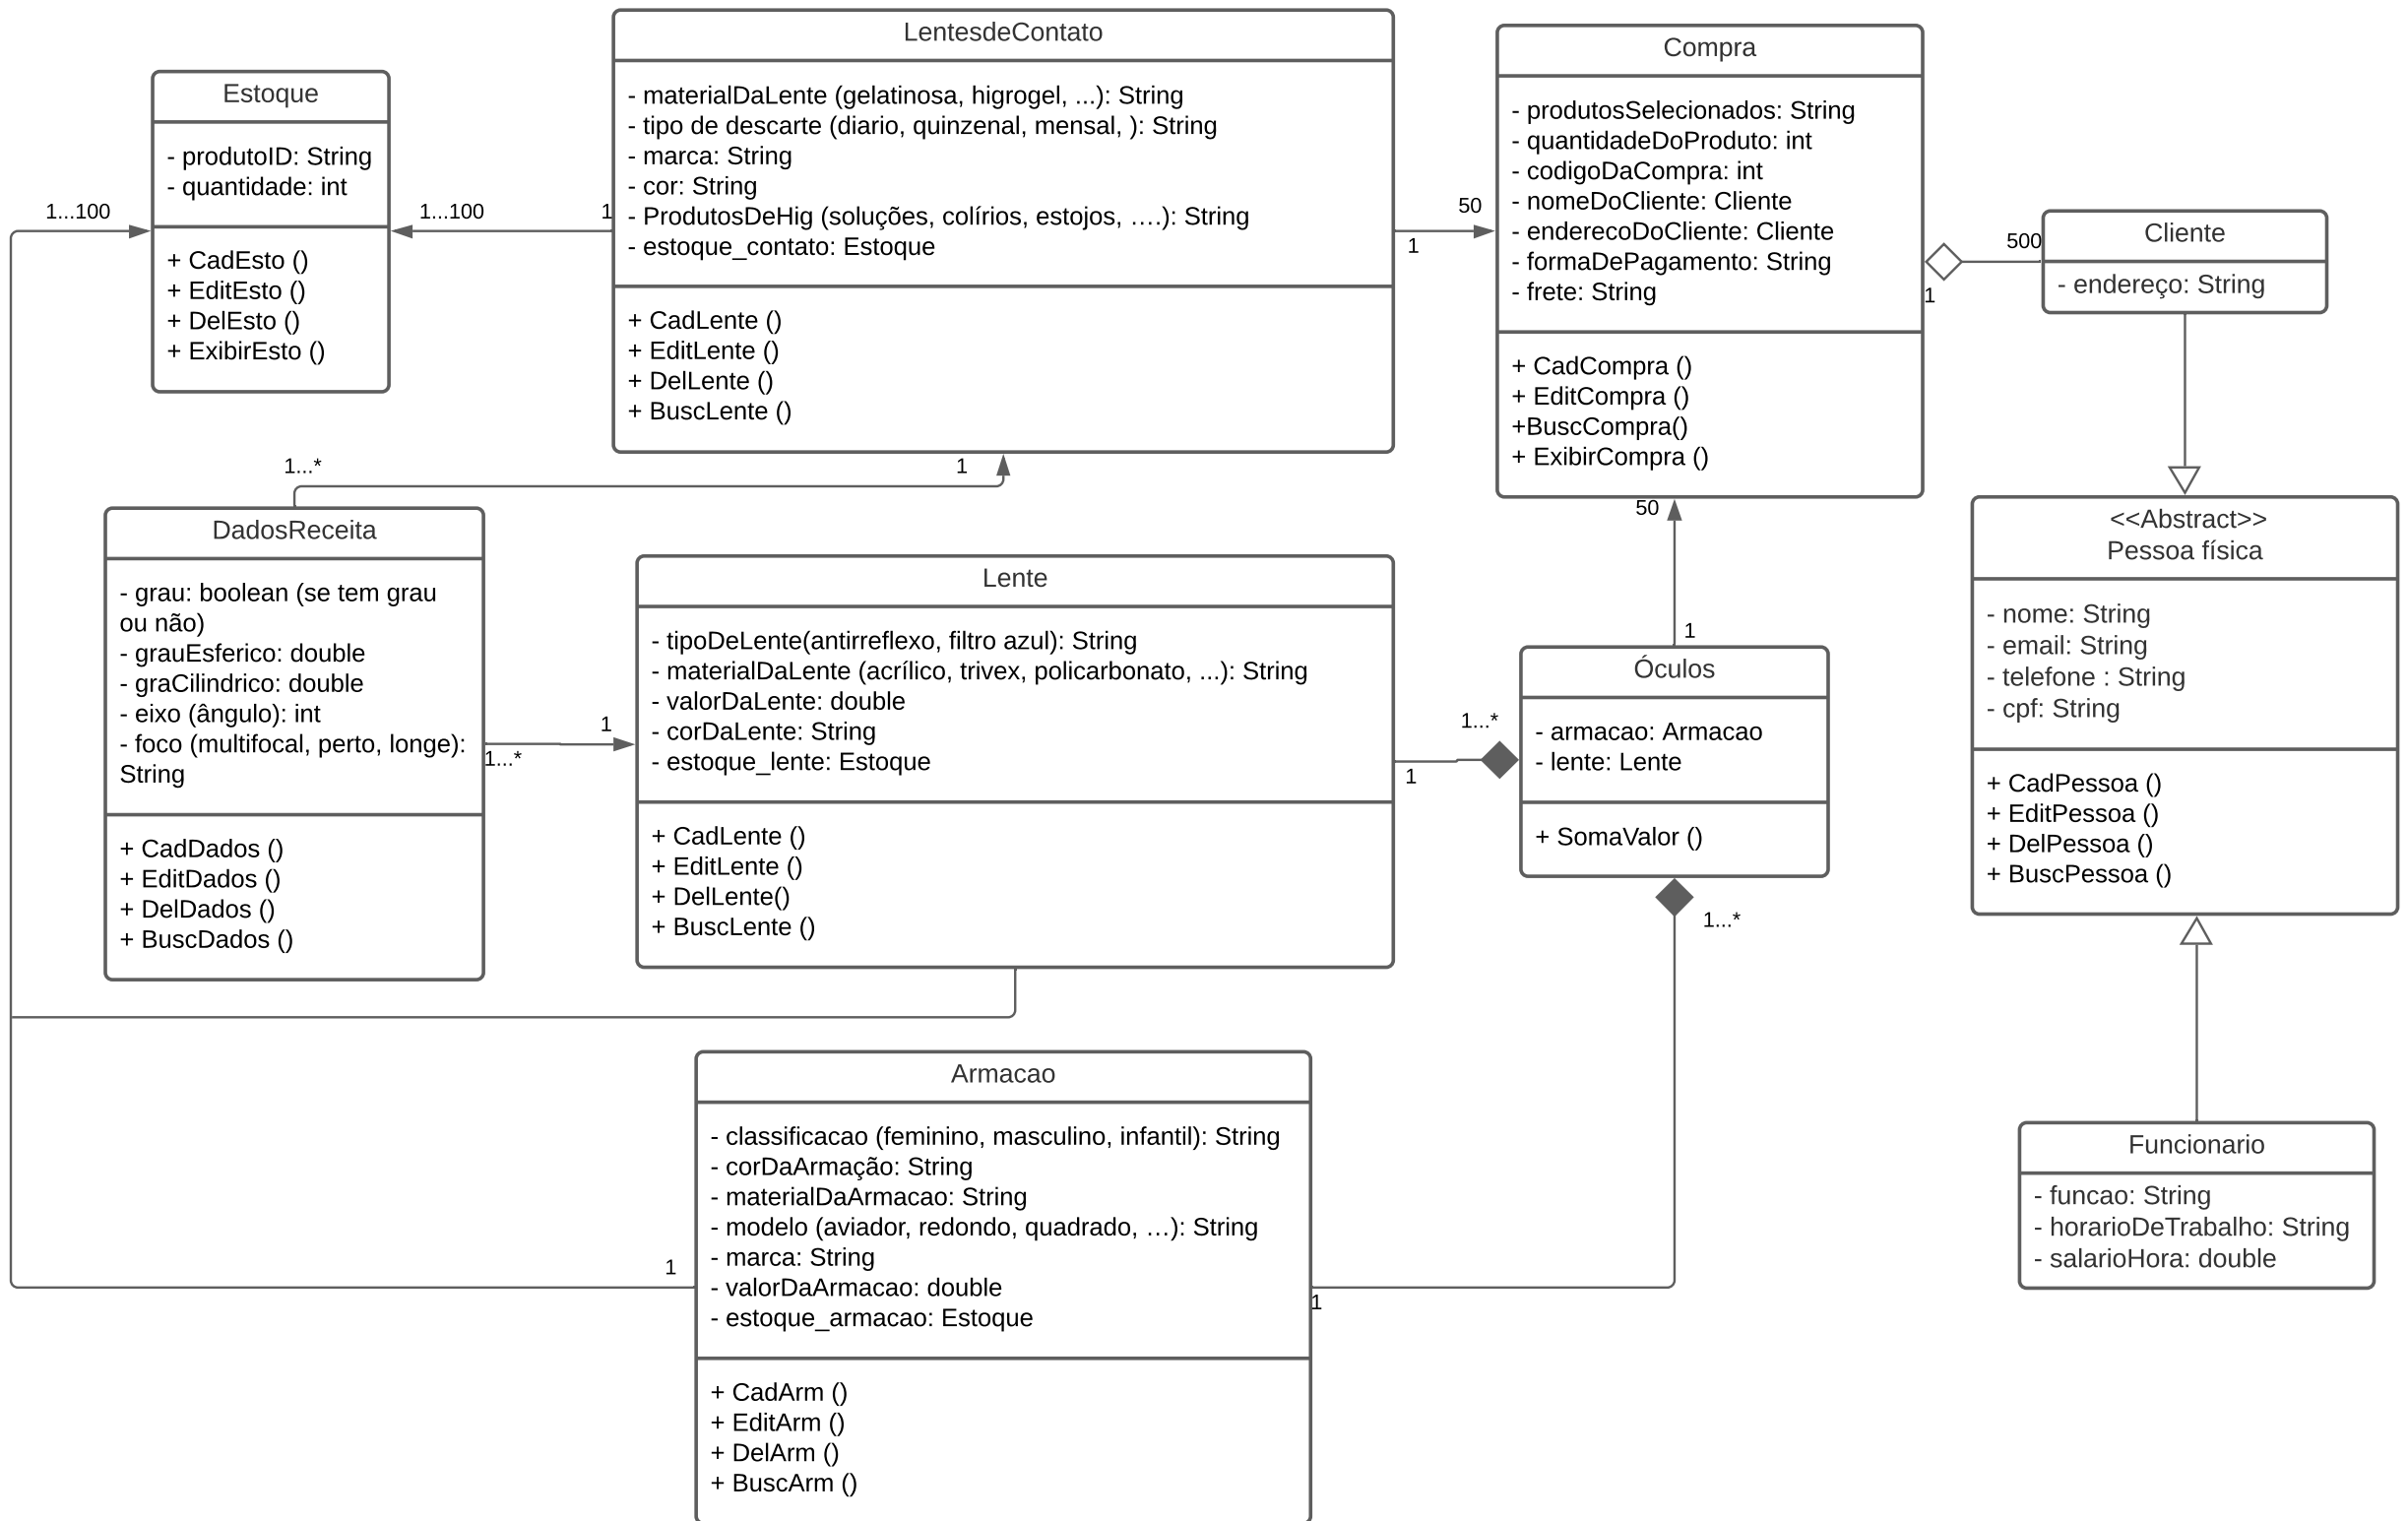 LentesdeContato
- materialDaLente (gelatinosa, higrogel, ...): String
- tipo de descarte (diario, quinzenal, mensal, ): String
- marca: String
- cor: String
- ProdutosDeHig (soluções, colírios, estojos, ….): String
- estoque_contato: Estoque
+ CadLente ()
+ EditLente ()
+ DelLente ()
+ BuscLente ()
Compra
- produtosSelecionados: String
- quantidadeDoProduto: int
- codigoDaCompra: int
- nomeDoCliente: Cliente
- enderecoDoCliente: Cliente
- formaDePagamento: String
- frete: String
+ CadCompra ()
+ EditCompra ()
+BuscCompra()
+ ExibirCompra ()
Estoque
- produtoID: String
- quantidade: int
+ CadEsto ()
+ EditEsto ()
+ DelEsto ()
+ ExibirEsto ()
1...100
1...100
1
50
1
500
1
Cliente
- endereço: String
1...*
1
DadosReceita
- grau: boolean (se tem grau
ou não)
- grauEsferico: double
- graCilindrico: double
- eixo (ângulo): int
- foco (multifocal, perto, longe):
String
+ CadDados ()
+ EditDados ()
+ DelDados ()
+ BuscDados ()
1
1...*
Lente
- tipoDeLente(antirreflexo, filtro azul): String
- materialDaLente (acrílico, trivex, policarbonato, ...): String
- valorDaLente: double
- corDaLente: String
- estoque_lente: Estoque
+ CadLente ()
+ EditLente ()
+ DelLente()
+ BuscLente ()
50
1
1...*
1
Óculos
- armacao: Armacao
- lente: Lente
+ SomaValor ()
1...*
<<Abstract>>
Pessoa física
- nome: String
- email: String
- telefone : String
- cpf: String
+ CadPessoa ()
+ EditPessoa ()
+ DelPessoa ()
+ BuscPessoa ()
Armacao
- classificacao (feminino, masculino, infantil): String
- corDaArmação: String
- materialDaArmacao: String
- modelo (aviador, redondo, quadrado, …): String
- marca: String
- valorDaArmacao: double
- estoque_armacao: Estoque
+ CadArm ()
+ EditArm ()
+ DelArm ()
+ BuscArm ()
1
1
Funcionario
- funcao: String
- horarioDeTrabalho: String
- salarioHora: double